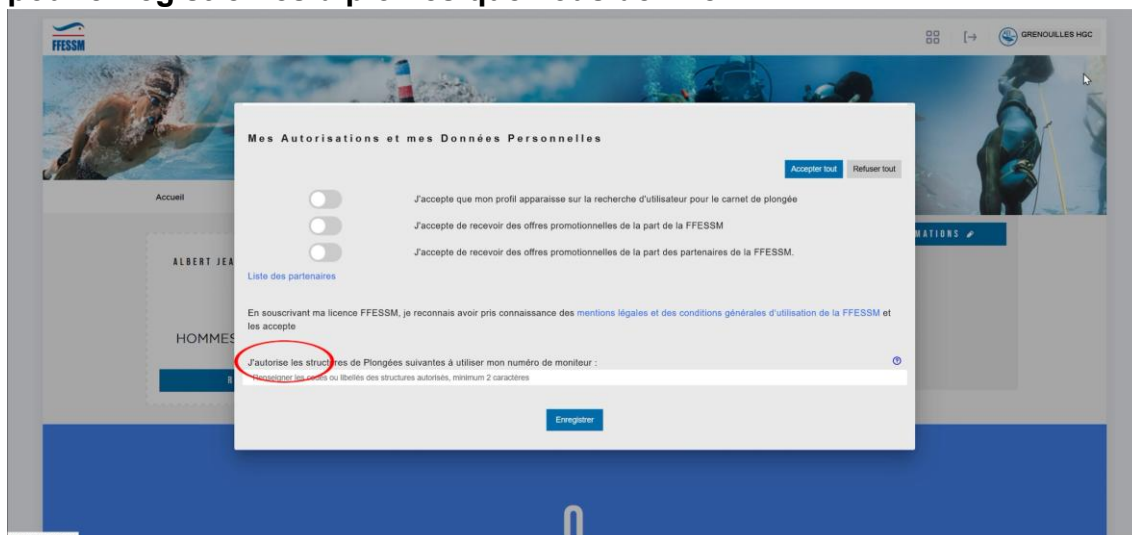 FFESSM
GRENOUILLES HGC
Mes Autorisations et mes Données Personnelles
Accepter tout Refuser tout
Accueil
J'accepte que mon profil apparaisse sur la recherche d'utilisateur pour le carnet de plongée
J'accepte de recevoir des offres promotionnelles de la part de la FFESSM
MATIONS
J'accepte de recevoir des offres promotionnelles de la part des partenaires de la FFESSM.
ALBERT JEA
Liste des partenaires
En souscrivant ma licence FFESSM, je reconnais avoir pris connaissance des mentions légales et des conditions générales d'utilisation de la FFESSM et
les accepte
HOMMES
J'autorise les structures de Plongées suivantes à utiliser mon numéro de moniteur :
Renseigner les codes ou libellés des structures autorisés, minimum 2 caractères
Enregistrer
0